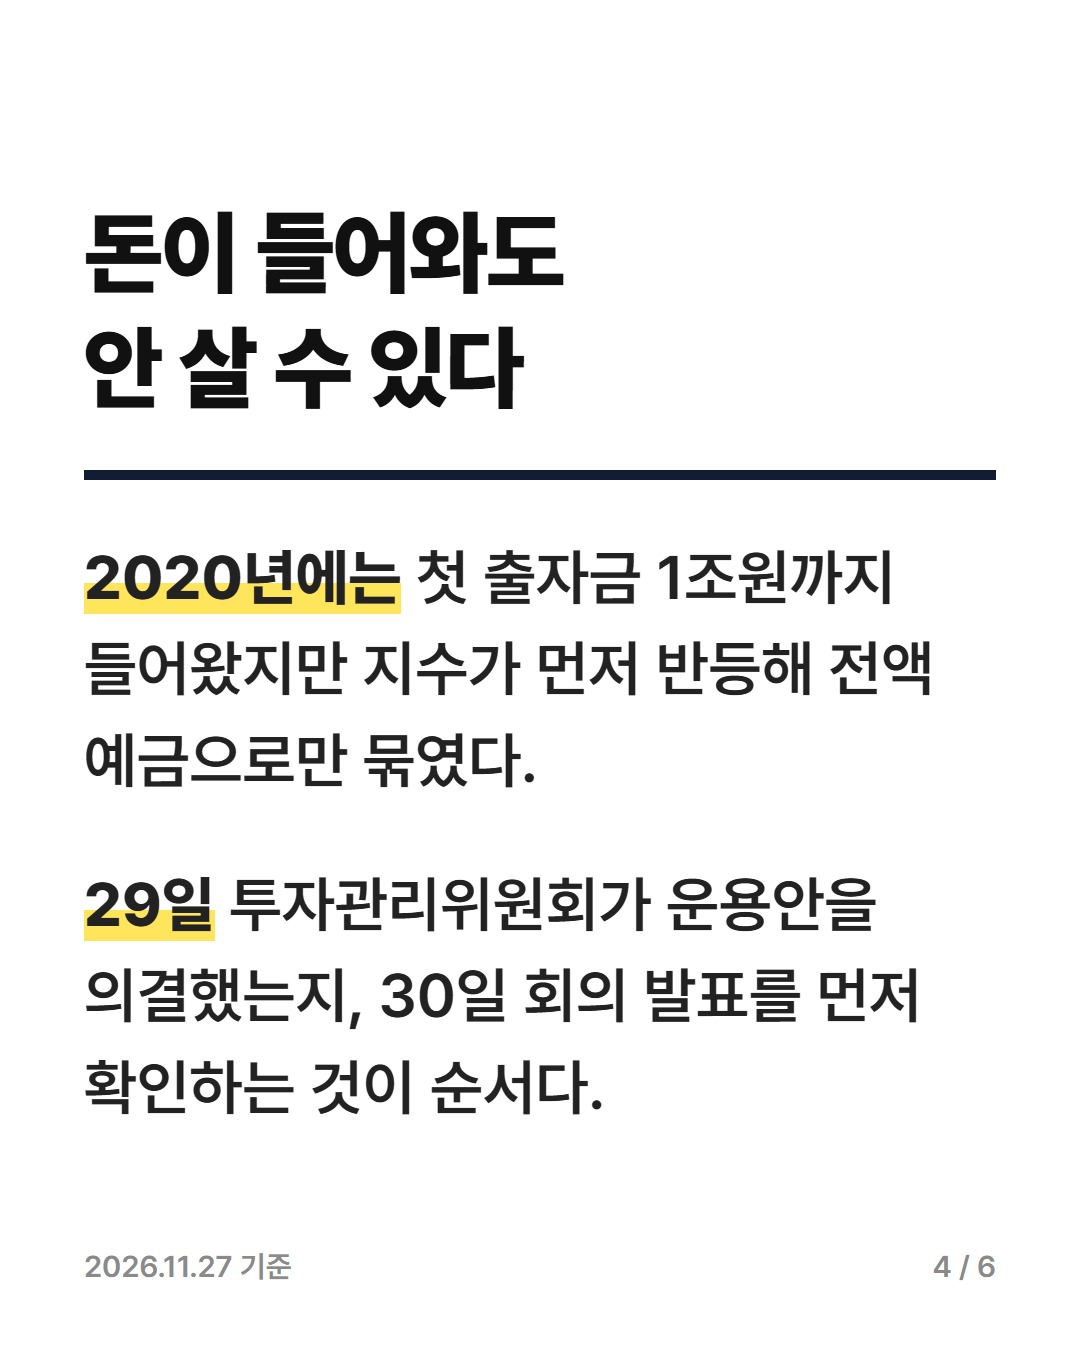 돈이 들어와도
안 살 수 있다
2020년에는 첫 출자금 1조원까지
들어왔지만 지수가 먼저 반등해 전액
예금으로만 묶였다.
29일 투자관리위원회가 운용안을
의결했는지, 30일 회의 발표를 먼저
확인하는 것이 순서다.
2026.11.27 기준
4 / 6